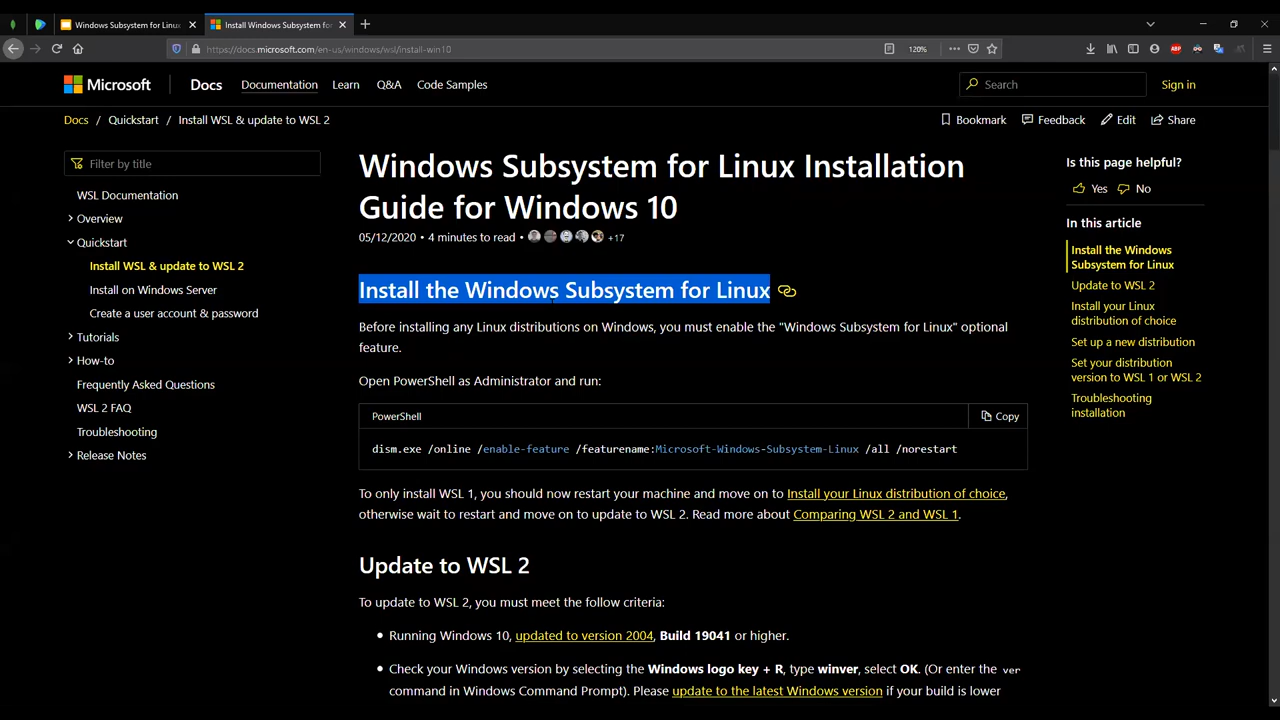 Windows Subsystem for Linux
Install Windows Subsystem for
https://docs.microsoft.com/en-us/windows/wsl/install-win10
120%
ABP
Microsoft
Docs
Documentation
Learn
Q&A
Code Samples
Search
Sign in
Docs / Quickstart / Install WSL & update to WSL 2
Bookmark
Feedback
Edit
Share
Filter by title
WSL Documentation
Overview
Quickstart
Install WSL & update to WSL 2
Install on Windows Server
Create a user account & password
Tutorials
How-to
Frequently Asked Questions
WSL 2 FAQ
Troubleshooting
Release Notes
Windows Subsystem for Linux Installation
Guide for Windows 10
05/12/2020 • 4 minutes to read • +17
Install the Windows Subsystem for Linux
Before installing any Linux distributions on Windows, you must enable the "Windows Subsystem for Linux" optional
feature.
Open PowerShell as Administrator and run:
PowerShell
Copy
dism.exe /online /enable-feature /featurename:Microsoft-Windows-Subsystem-Linux /all /norestart
To only install WSL 1, you should now restart your machine and move on to Install your Linux distribution of choice,
otherwise wait to restart and move on to update to WSL 2. Read more about Comparing WSL 2 and WSL 1.
Update to WSL 2
To update to WSL 2, you must meet the follow criteria:
• Running Windows 10, updated to version 2004, Build 19041 or higher.
• Check your Windows version by selecting the Windows logo key + R, type winver, select OK. (Or enter the ver
command in Windows Command Prompt). Please update to the latest Windows version if your build is lower
Is this page helpful?
Yes
No
In this article
Install the Windows
Subsystem for Linux
Update to WSL 2
Install your Linux
distribution of choice
Set up a new distribution
Set your distribution
version to WSL 1 or WSL 2
Troubleshooting
installation